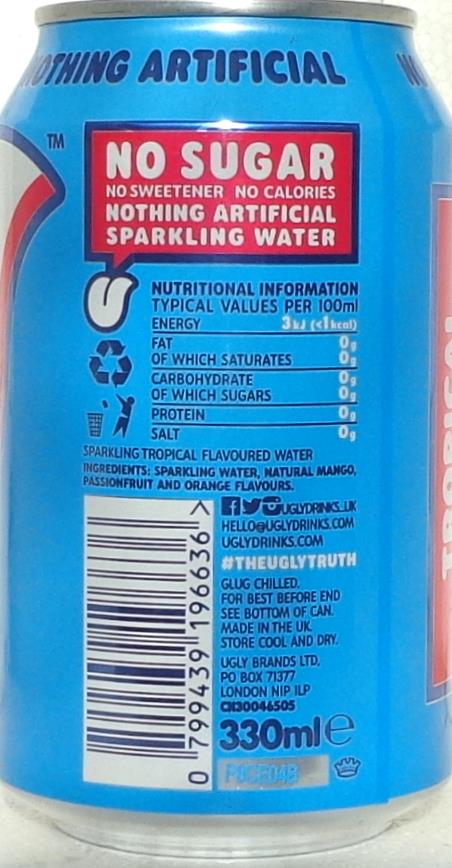 NOTHING ARTIFICIAL
TM
NO SUGAR
NO SWEETENER NO CALORIES
NOTHING ARTIFICIAL
SPARKLING WATER
NUTRITIONAL INFORMATION
TYPICAL VALUES PER 100ml
ENERGY 3kJ (<1kcal)
FAT 0g
OF WHICH SATURATES 0g
CARBOHYDRATE 0g
OF WHICH SUGARS 0g
PROTEIN 0g
SALT 0g
SPARKLING TROPICAL FLAVOURED WATER
INGREDIENTS: SPARKLING WATER, NATURAL MANGO,
PASSIONFRUIT AND ORANGE FLAVOURS.
UGLYDRINKS_UK
HELLO@UGLYDRINKS.COM
UGLYDRINKS.COM
#THEUGLYTRUTH
GLUG CHILLED.
FOR BEST BEFORE END
SEE BOTTOM OF CAN.
MADE IN THE UK.
STORE COOL AND DRY.
UGLY BRANDS LTD,
PO BOX 71377
LONDON N1P 1LP
CH30046505
330ml e
0 799439 196636 >
TROPICAL